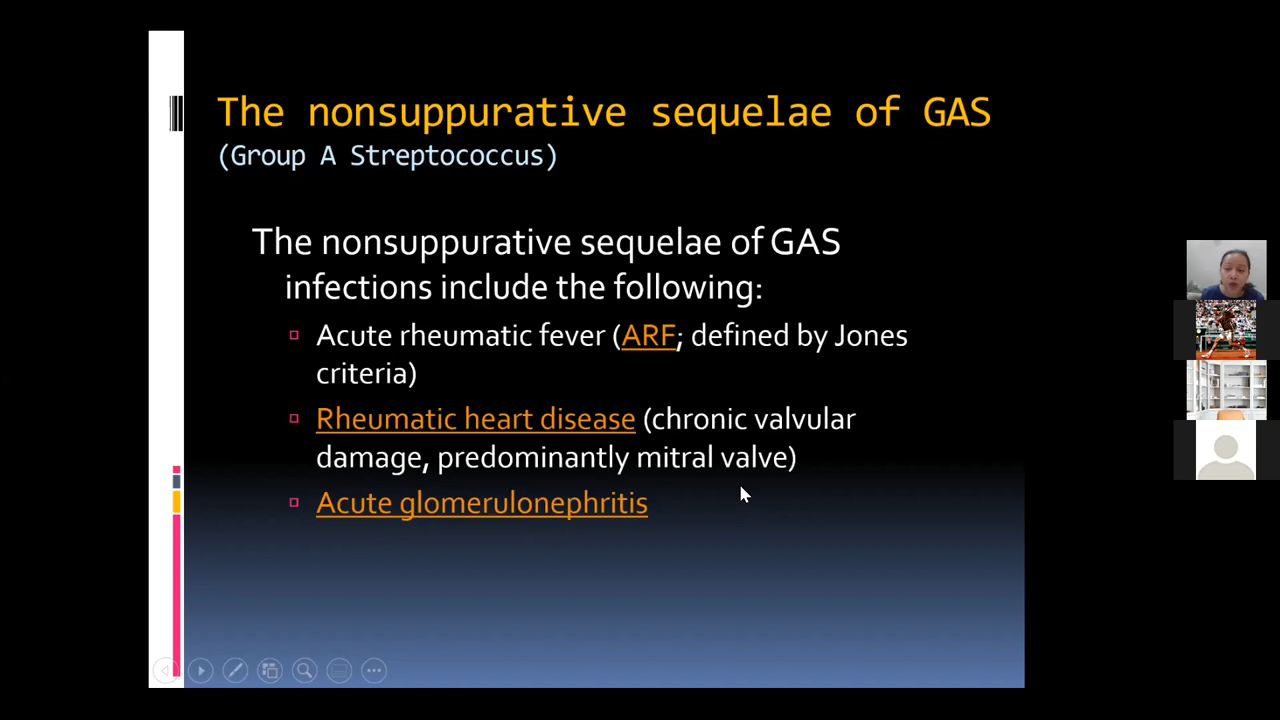 The nonsuppurative sequelae of GAS
(Group A Streptococcus)
The nonsuppurative sequelae of GAS
infections include the following:
Acute rheumatic fever (ARF; defined by Jones
criteria)
Rheumatic heart disease (chronic valvular
damage, predominantly mitral valve)
Acute glomerulonephritis